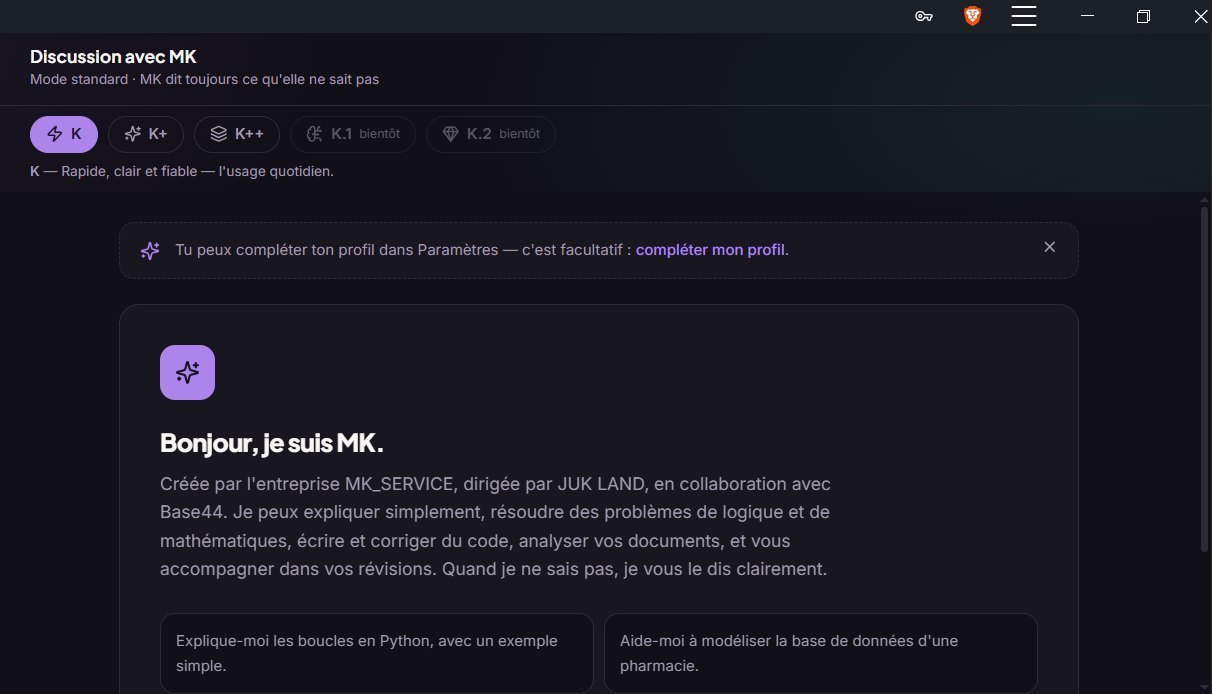 Discussion avec MK
Mode standard · MK dit toujours ce qu'elle ne sait pas
K
K+
K++
K.1 bientôt
K.2 bientôt
K — Rapide, clair et fiable — l'usage quotidien.
Tu peux compléter ton profil dans Paramètres — c'est facultatif : compléter mon profil.
Bonjour, je suis MK.
Créée par l'entreprise MK_SERVICE, dirigée par JUK LAND, en collaboration avec
Base44. Je peux expliquer simplement, résoudre des problèmes de logique et de
mathématiques, écrire et corriger du code, analyser vos documents, et vous
accompagner dans vos révisions. Quand je ne sais pas, je vous le dis clairement.
Explique-moi les boucles en Python, avec un exemple
simple.
Aide-moi à modéliser la base de données d'une
pharmacie.